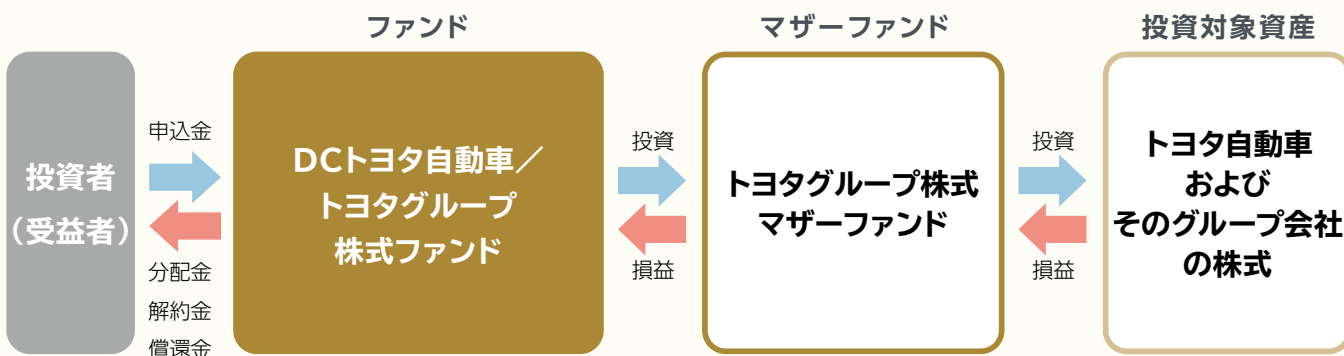 ファンド
マザーファンド
投資対象資産
投資者
（受益者）
申込金
分配金
解約金
償還金
DCトヨタ自動車／
トヨタグループ
株式ファンド
投資
損益
トヨタグループ株式
マザーファンド
投資
損益
トヨタ自動車
および
そのグループ会社
の株式